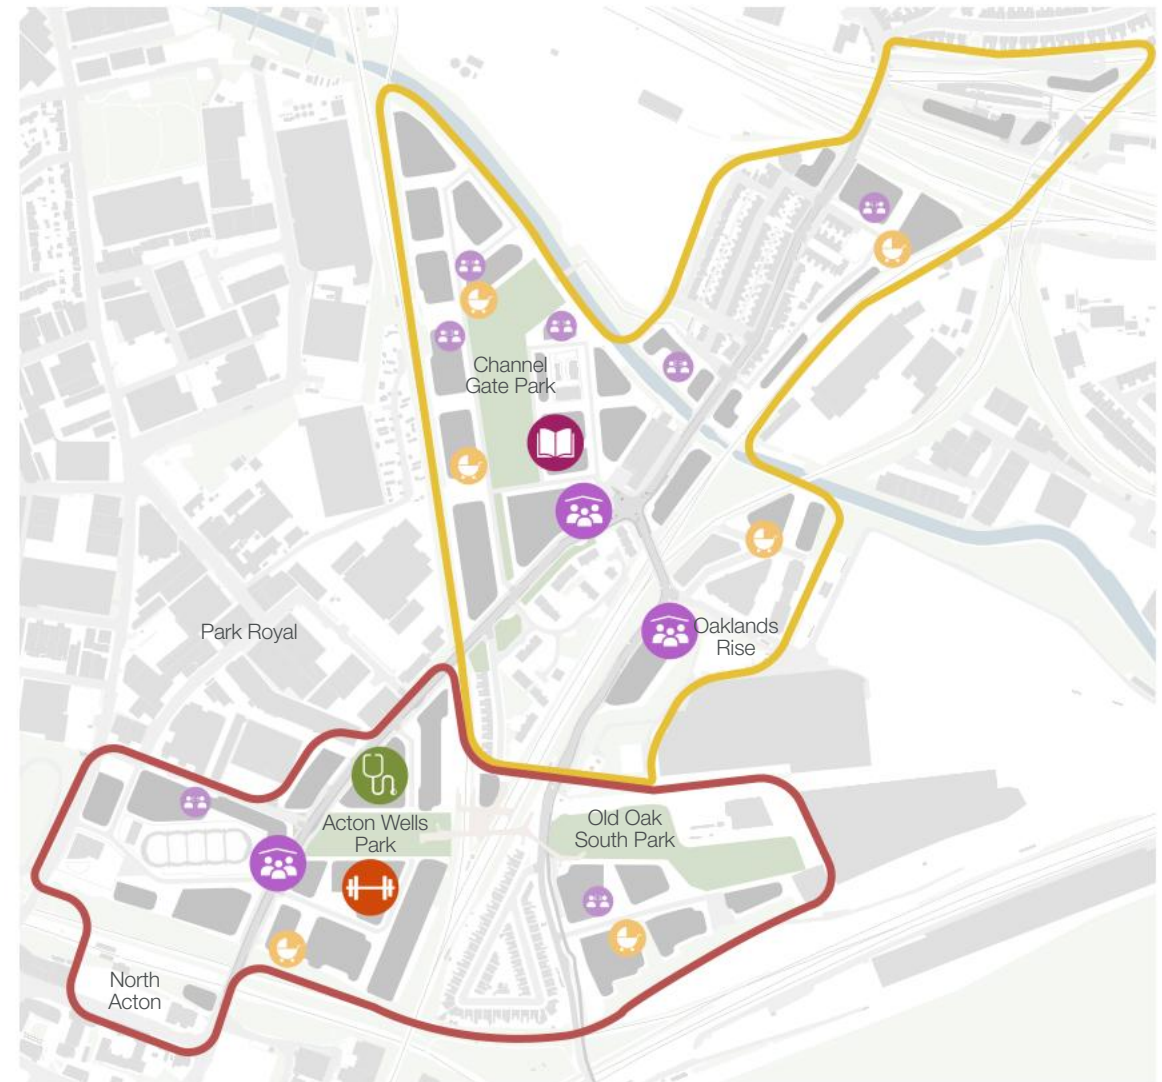 Channel
Gate Park
Park Royal
Oaklands
Rise
Acton Wells
Park
Old Oak
South Park
North
Acton